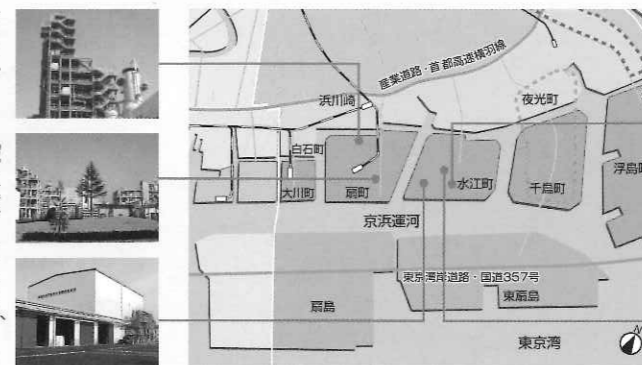 産業道路・首都高速横羽線
浜川崎
夜光町
白石町
大川町
扇町
水江町
千鳥町
浮島町
京浜運河
東京湾岸道路・国道357号
扇島
東扇島
東京湾
N